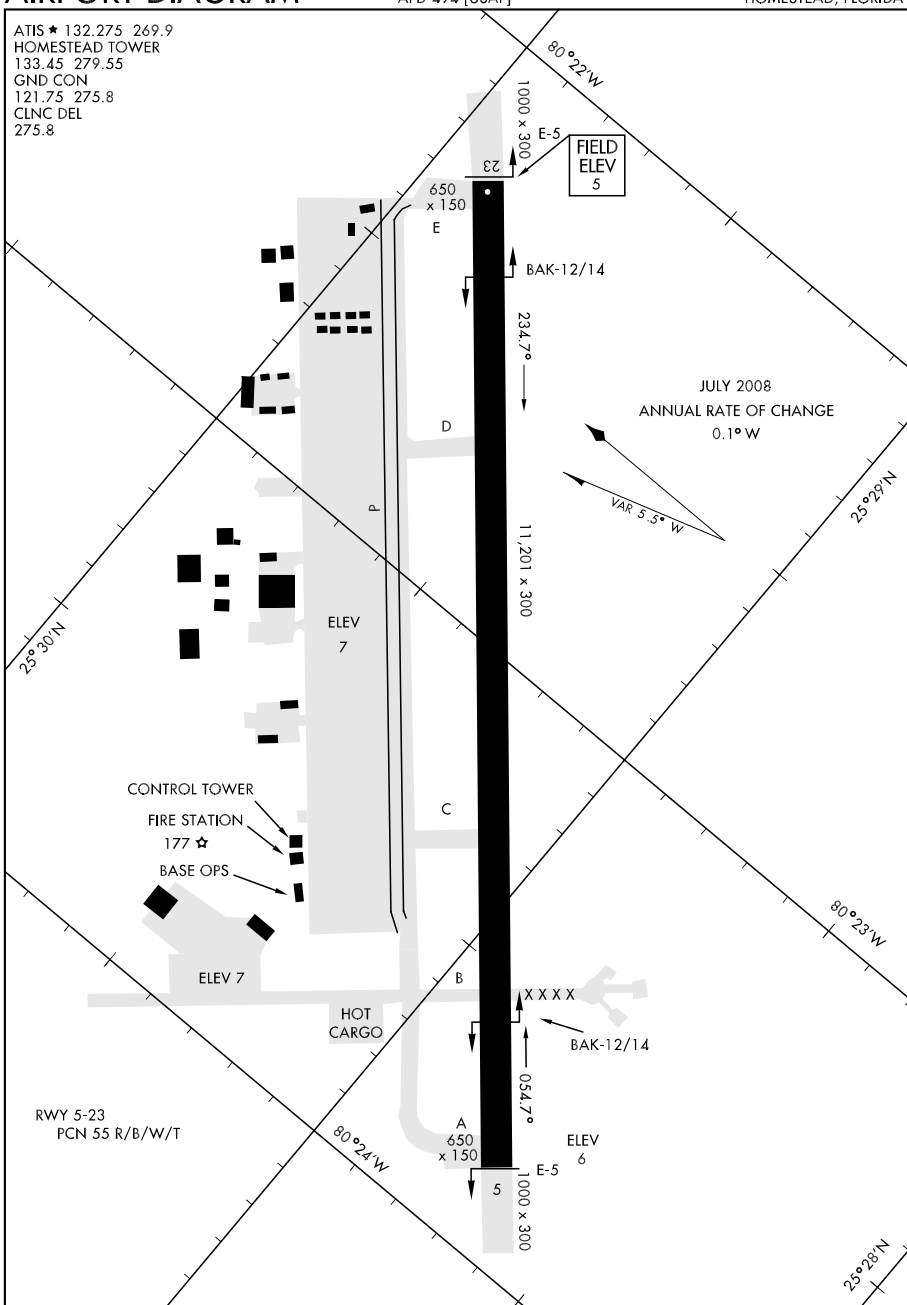 ATIS ★ 132.275 269.9
HOMESTEAD TOWER
133.45 279.55
GND CON
121.75 275.8
CLNC DEL
275.8
80°22'W
1000 x 300
E-5
FIELD
ELEV
5
23
650
x 150
E
BAK-12/14
234.7°
JULY 2008
ANNUAL RATE OF CHANGE
0.1° W
D
VAR 5.5° W
25°29'N
P
11,201 x 300
ELEV
7
25°30'N
CONTROL TOWER
FIRE STATION
177
BASE OPS
C
80°23'W
ELEV 7
B
X X X X
HOT
CARGO
BAK-12/14
054.7°
RWY 5-23
PCN 55 R/B/W/T
80°24'W
A
650
x 150
ELEV
6
E-5
5
1000 x 300
25°28'N